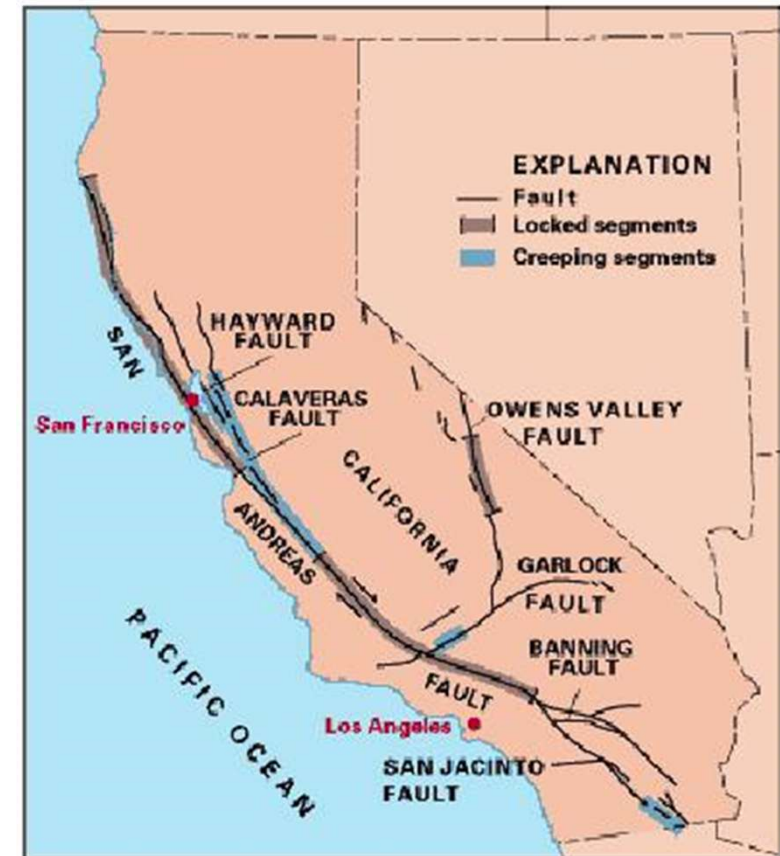 EXPLANATION
Fault
Locked segments
Creeping segments
HAYWARD
FAULT
SAN
CALAVERAS
FAULT
San Francisco
OWENS VALLEY
FAULT
CALIFORNIA
ANDREAS
GARLOCK
FAULT
PACIFIC OCEAN
BANNING
FAULT
FAULT
Los Angeles
SAN JACINTO
FAULT